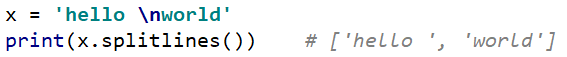 x = 'hello \nworld'
print(x.splitlines())    # ['hello ', 'world']